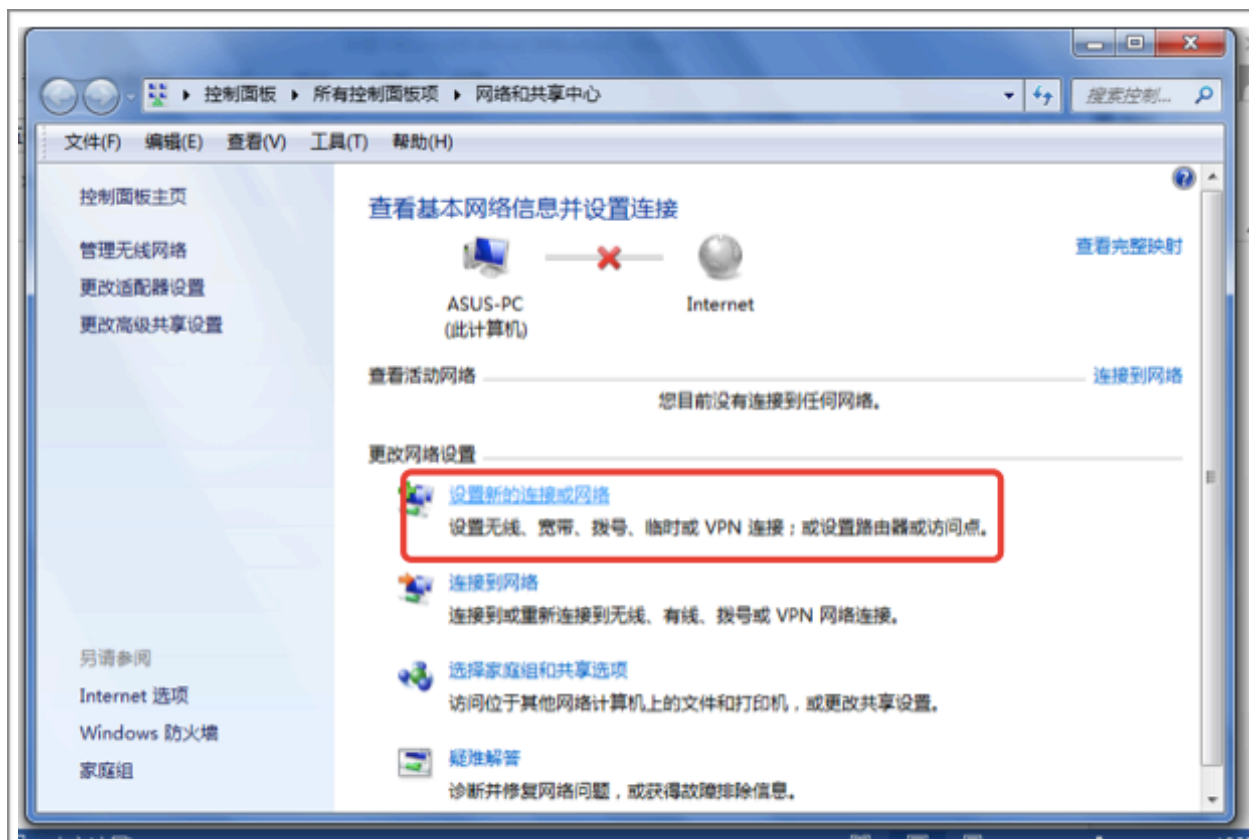 控制面板 ▸ 所有控制面板项 ▸ 网络和共享中心
搜索控制...
文件(F) 编辑(E) 查看(V) 工具(T) 帮助(H)
控制面板主页
管理无线网络
更改适配器设置
更改高级共享设置
查看基本网络信息并设置连接
查看完整映射
ASUS-PC
(此计算机)
Internet
查看活动网络
连接到网络
您目前没有连接到任何网络。
更改网络设置
设置新的连接或网络
设置无线、宽带、拨号、临时或 VPN 连接；或设置路由器或访问点。
连接到网络
连接到或重新连接到无线、有线、拨号或 VPN 网络连接。
选择家庭组和共享选项
访问位于其他网络计算机上的文件和打印机，或更改共享设置。
疑难解答
诊断并修复网络问题，或获得故障排除信息。
另请参阅
Internet 选项
Windows 防火墙
家庭组